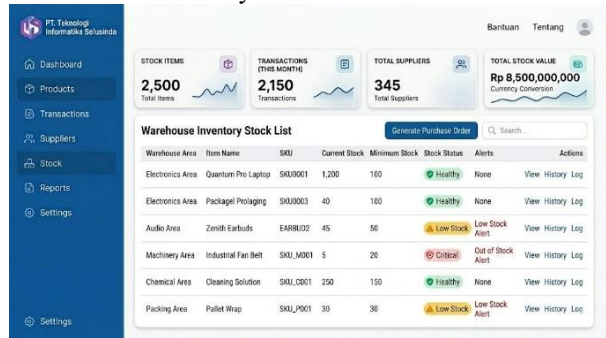 PT. Teknologi
Informatika Solusindo
Bantuan Tentang
Dashboard
Products
Transactions
Suppliers
Stock
Reports
Settings
Settings
STOCK ITEMS
2,500
Total Items
TRANSACTIONS
(THIS MONTH)
2,150
Transactions
TOTAL SUPPLIERS
345
Total Suppliers
TOTAL STOCK VALUE
Rp 8,500,000,000
Currency Conversion
Warehouse Inventory Stock List
Generate Purchase Order
Search...
Warehouse Area Item Name SKU Current Stock Minimum Stock Stock Status Alerts Actions
Electronics Area Quantum Pro Laptop SKU0001 1,200 100 Healthy None View History Log
Electronics Area Packagel Prolaging SKU0003 40 100 Healthy None View History Log
Audio Area Zenith Earbuds EARBUD2 45 50 Low Stock Low Stock Alert View History Log
Machinery Area Industrial Fan Belt SKU_M001 5 20 Critical Out of Stock Alert View History Log
Chemical Area Cleaning Solution SKU_C001 250 150 Healthy None View History Log
Packing Area Pallet Wrap SKU_P001 30 30 Low Stock Low Stock Alert View History Log